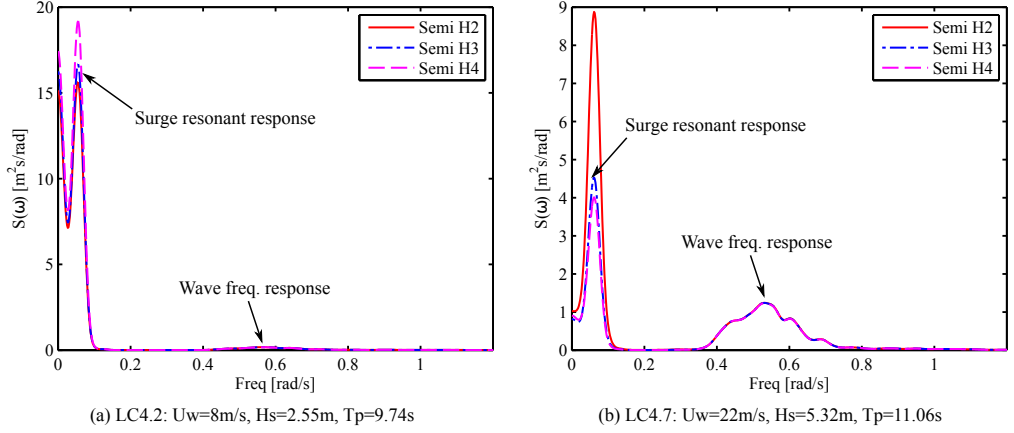 20
15
10
5
0
0
0.2
0.4
0.6
0.8
1
S(ω) [m²s/rad]
Freq [rad/s]
Semi H2
Semi H3
Semi H4
Surge resonant response
Wave freq. response
(a) LC4.2: Uw=8m/s, Hs=2.55m, Tp=9.74s
9
8
7
6
5
4
3
2
1
0
0
0.2
0.4
0.6
0.8
1
S(ω) [m²s/rad]
Freq [rad/s]
Semi H2
Semi H3
Semi H4
Surge resonant response
Wave freq. response
(b) LC4.7: Uw=22m/s, Hs=5.32m, Tp=11.06s